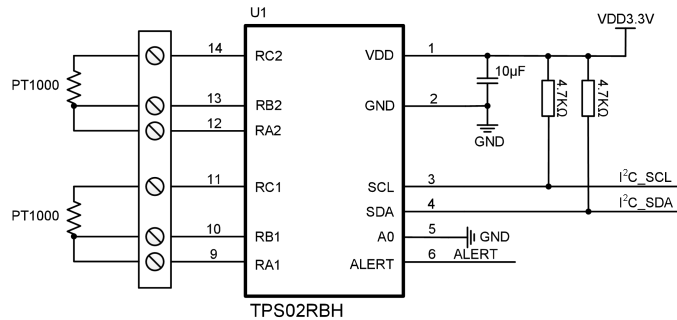 U1
VDD3.3V
14 RC2 VDD 1
10μF
4.7KΩ 4.7KΩ
PT1000
13 RB2 GND 2
12 RA2
GND
11 RC1 SCL 3 I²C_SCL
SDA 4 I²C_SDA
PT1000
10 RB1 A0 5 GND
9 RA1 ALERT 6 ALERT
TPS02RBH